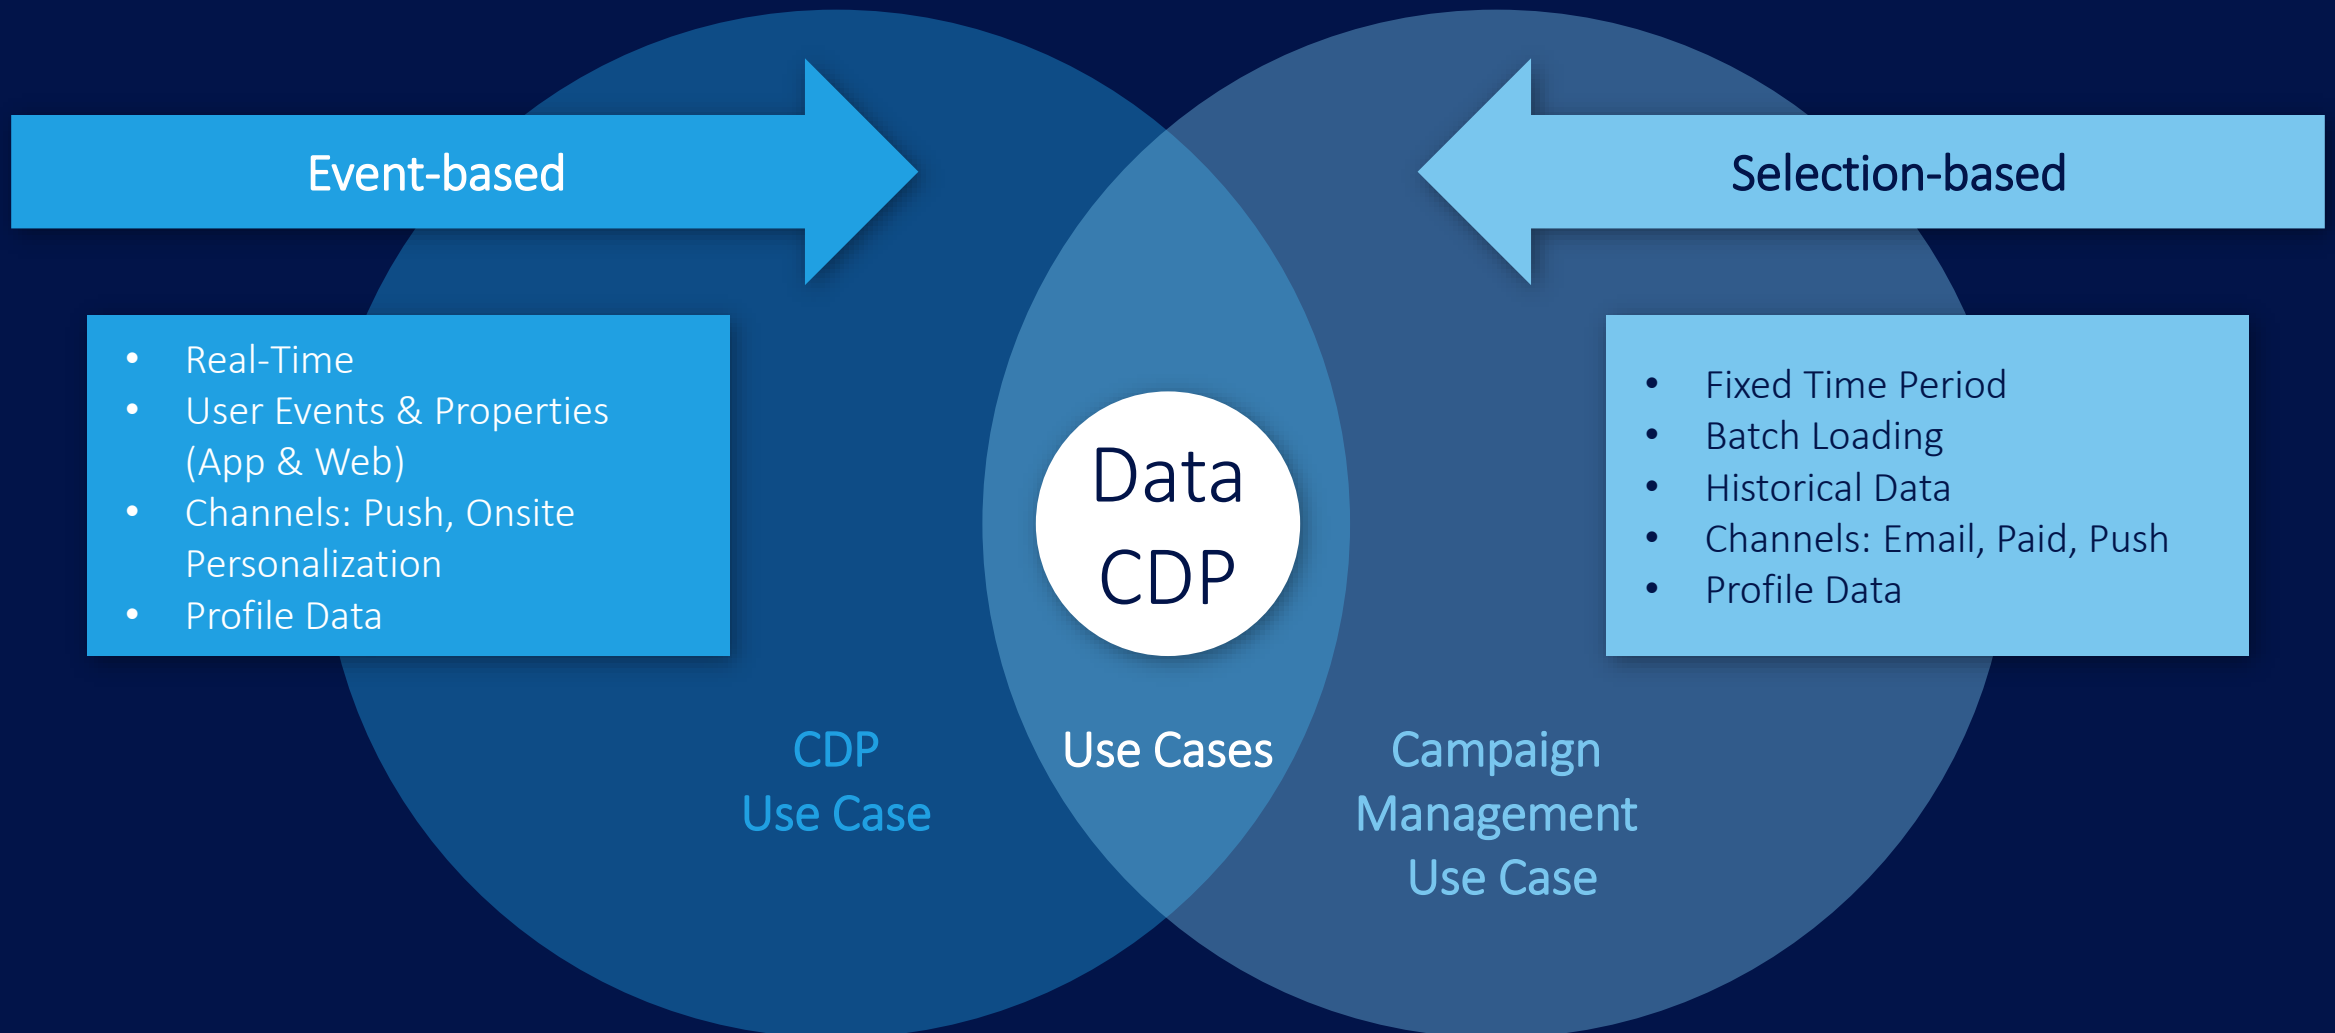 Event-based
Selection-based
• Real-Time
• User Events & Properties
(App & Web)
• Channels: Push, Onsite
Personalization
• Profile Data
Data
CDP
• Fixed Time Period
• Batch Loading
• Historical Data
• Channels: Email, Paid, Push
• Profile Data
CDP
Use Case
Use Cases
Campaign
Management
Use Case